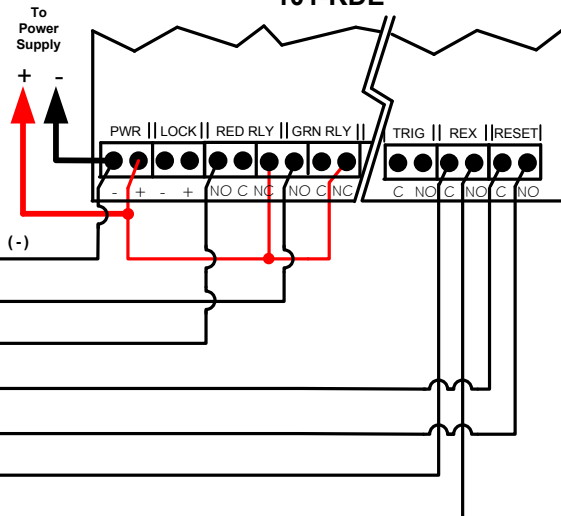 To
Power
Supply
+ -
PWR || LOCK || RED RLY || GRN RLY |
TRIG || REX || RESET |
- + - + NO C NC NO C NC
C NO C NO C NO
(-)